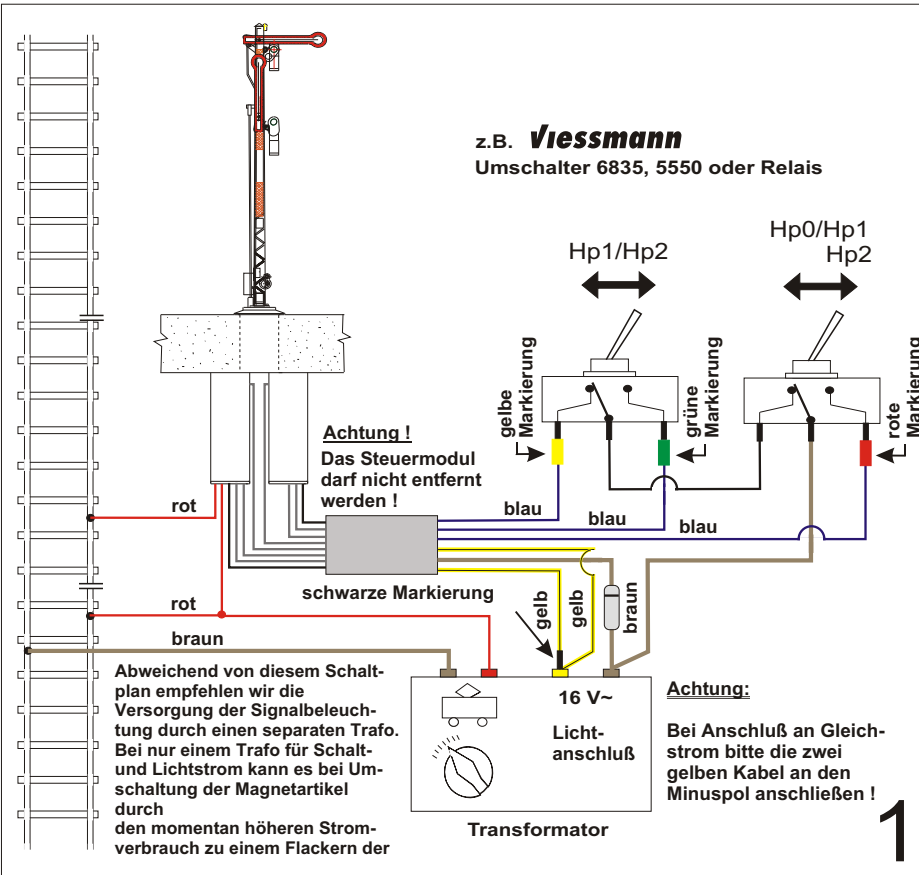 z.B. Viessmann
Umschalter 6835, 5550 oder Relais
Hp1/Hp2
Hp0/Hp1
Hp2
gelbe
Markierung
grüne
Markierung
rote
Markierung
Achtung !
Das Steuermodul
darf nicht entfernt
werden !
rot
blau
blau
blau
schwarze Markierung
rot
gelb
gelb
braun
braun
Abweichend von diesem Schalt-
plan empfehlen wir die
Versorgung der Signalbeleuch-
tung durch einen separaten Trafo.
Bei nur einem Trafo für Schalt-
und Lichtstrom kann es bei Um-
schaltung der Magnetartikel
durch
den momentan höheren Strom-
verbrauch zu einem Flackern der
16 V~
Licht-
anschluß
Transformator
Achtung:
Bei Anschluß an Gleich-
strom bitte die zwei
gelben Kabel an den
Minuspol anschließen !
1